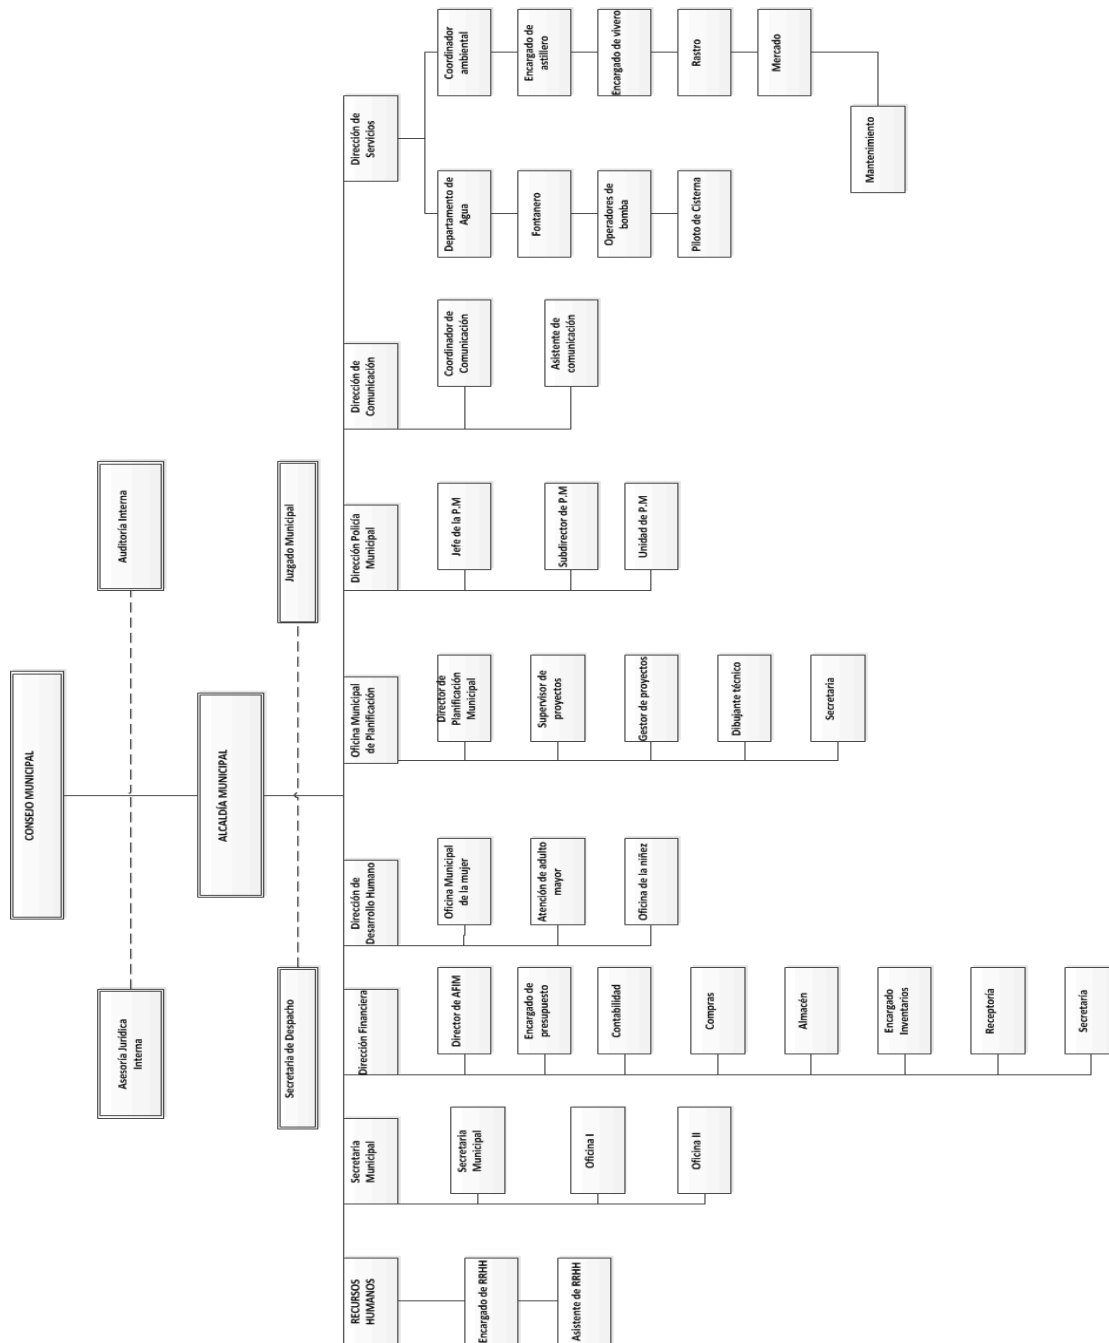 CONSEJO MUNICIPAL
Asesoría Jurídica
Interna
Auditoría Interna
ALCALDÍA MUNICIPAL
Secretaría de Despacho
Juzgado Municipal
RECURSOS
HUMANOS
Encargado de RRHH
Asistente de RRHH
Secretaria
Municipal
Secretaria
Municipal
Oficina I
Oficina II
Dirección Financiera
Director de AFIM
Encargado de
presupuesto
Contabilidad
Compras
Almacén
Encargado
Inventarios
Receptoría
Secretaria
Dirección de
Desarrollo Humano
Oficina Municipal
de la mujer
Atención de adulto
mayor
Oficina de la niñez
Oficina Municipal
de Planificación
Director de
Planificación
Municipal
Supervisor de
proyectos
Gestor de proyectos
Dibujante técnico
Secretaria
Dirección Policía
Municipal
Jefe de la P.M
Subdirector de P.M
Unidad de P.M
Dirección de
Comunicación
Coordinador de
Comunicación
Asistente de
comunicación
Dirección de
Servicios
Departamento de
Agua
Fontanero
Operadores de
bomba
Piloto de Cisterna
Coordinador
ambiental
Encargado de
astillero
Encargado de vivero
Rastro
Mercado
Mantenimiento